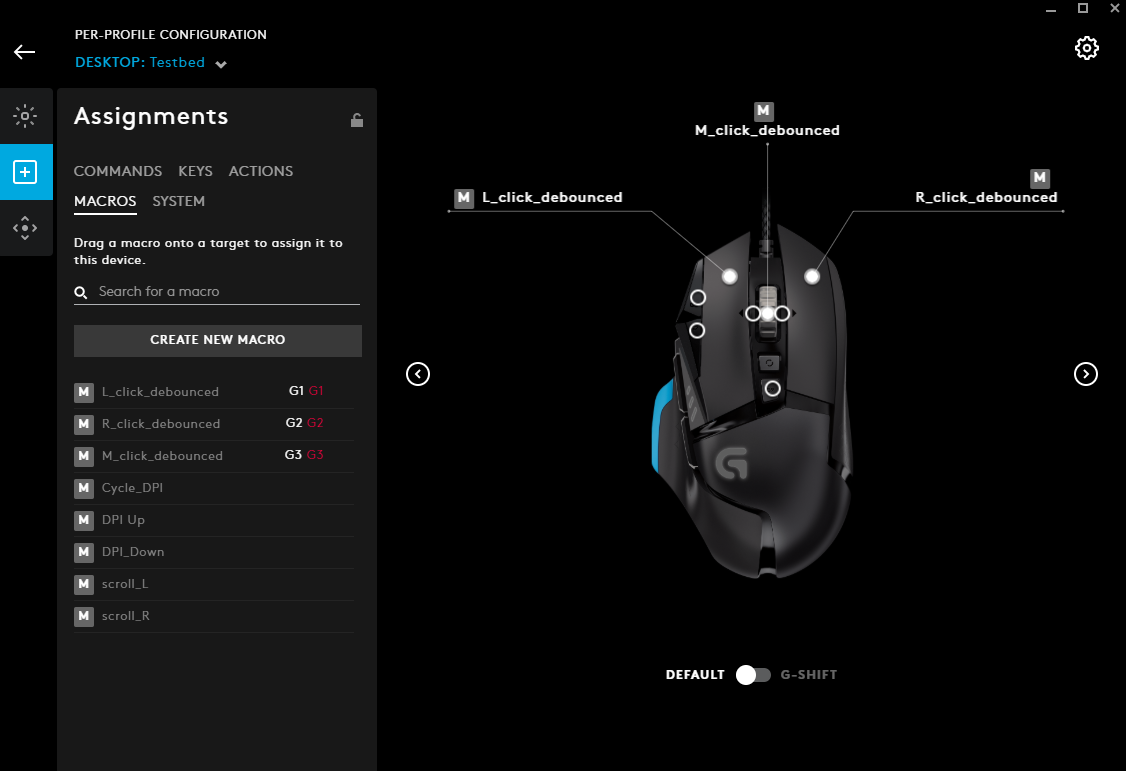 PER-PROFILE CONFIGURATION
DESKTOP: Testbed
Assignments
COMMANDS KEYS ACTIONS
MACROS SYSTEM
Drag a macro onto a target to assign it to
this device.
Search for a macro
CREATE NEW MACRO
M L_click_debounced G1 G1
M R_click_debounced G2 G2
M M_click_debounced G3 G3
M Cycle_DPI
M DPI Up
M DPI_Down
M scroll_L
M scroll_R
M
M_click_debounced
M L_click_debounced
M
R_click_debounced
G
DEFAULT G-SHIFT